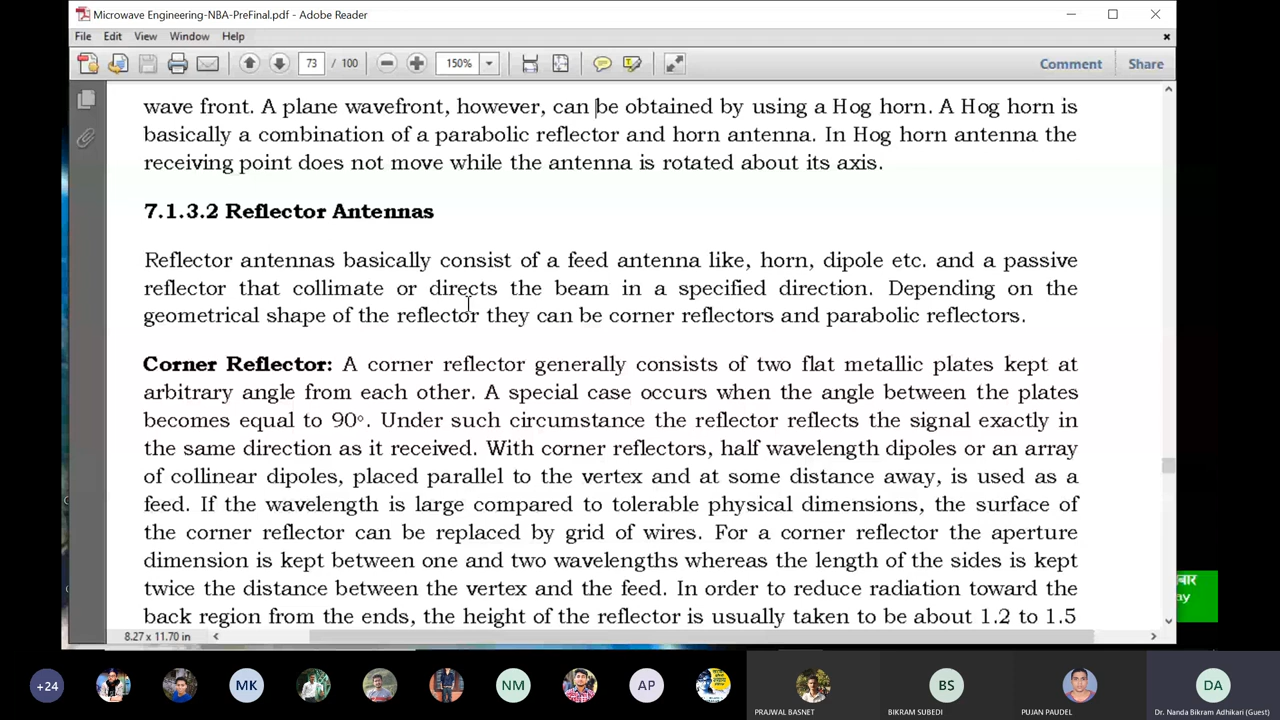 Microwave Engineering-NBA-PreFinal.pdf - Adobe Reader
File Edit View Window Help
73 / 100 150% Comment Share
wave front. A plane wavefront, however, can be obtained by using a Hog horn. A Hog horn is
basically a combination of a parabolic reflector and horn antenna. In Hog horn antenna the
receiving point does not move while the antenna is rotated about its axis.
7.1.3.2 Reflector Antennas
Reflector antennas basically consist of a feed antenna like, horn, dipole etc. and a passive
reflector that collimate or directs the beam in a specified direction. Depending on the
geometrical shape of the reflector they can be corner reflectors and parabolic reflectors.
Corner Reflector: A corner reflector generally consists of two flat metallic plates kept at
arbitrary angle from each other. A special case occurs when the angle between the plates
becomes equal to 90°. Under such circumstance the reflector reflects the signal exactly in
the same direction as it received. With corner reflectors, half wavelength dipoles or an array
of collinear dipoles, placed parallel to the vertex and at some distance away, is used as a
feed. If the wavelength is large compared to tolerable physical dimensions, the surface of
the corner reflector can be replaced by grid of wires. For a corner reflector the aperture
dimension is kept between one and two wavelengths whereas the length of the sides is kept
twice the distance between the vertex and the feed. In order to reduce radiation toward the
back region from the ends, the height of the reflector is usually taken to be about 1.2 to 1.5
8.27 x 11.70 in
+24 MK NM AP BS DA
PRAJWAL BASNET BIKRAM SUBEDI PUJAN PAUDEL Dr. Nanda Bikram Adhikari (Guest)